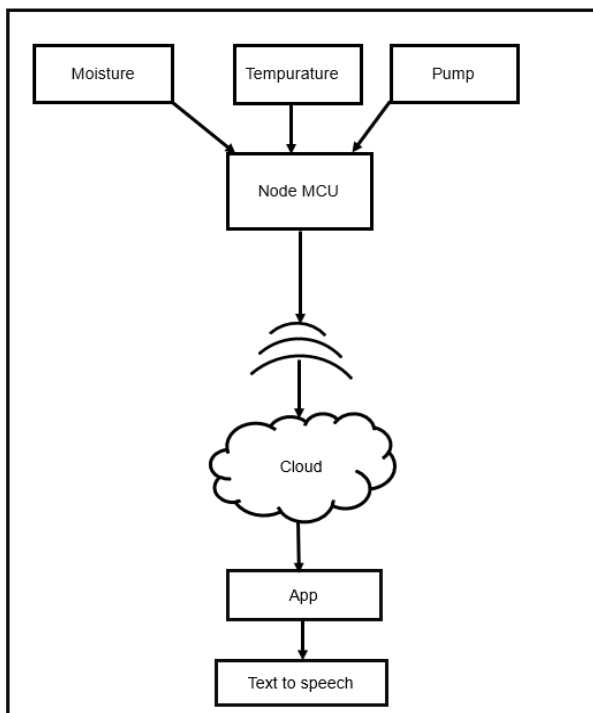 Moisture
Tempurature
Pump
Node MCU
Cloud
App
Text to speech